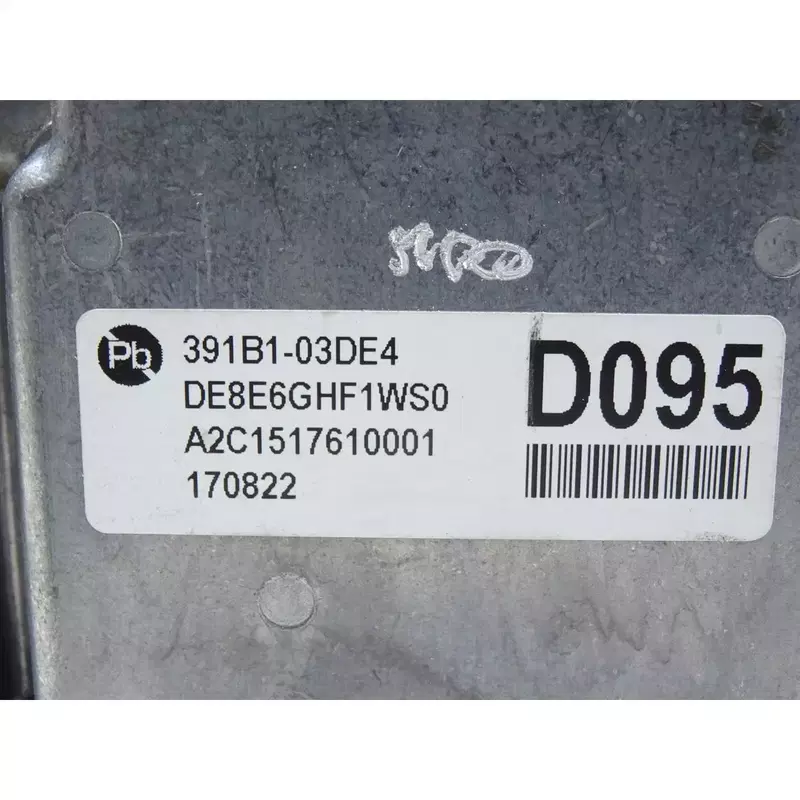 Pb
391B1-03DE4
DE8E6GHF1WS0
A2C1517610001
170822
D095